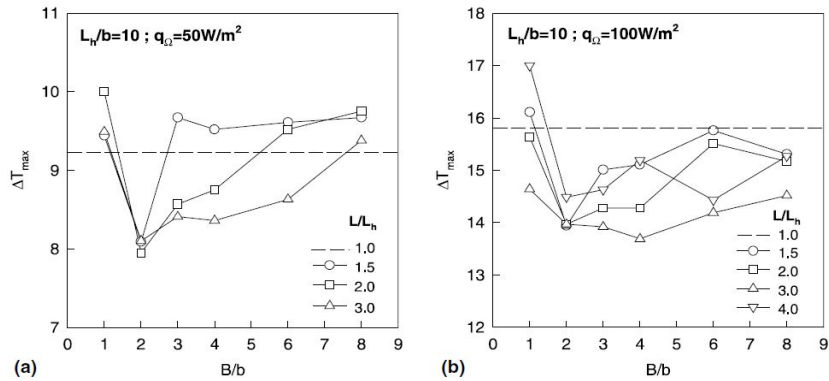 L_h/b=10 ; q_Ω=50W/m²
ΔT_max
11
10
9
8
7
0 1 2 3 4 5 6 7 8 9
B/b
L/L_h
1.0
1.5
2.0
3.0
(a)
L_h/b=10 ; q_Ω=100W/m²
ΔT_max
18
17
16
15
14
13
12
0 1 2 3 4 5 6 7 8 9
B/b
L/L_h
1.0
1.5
2.0
3.0
4.0
(b)